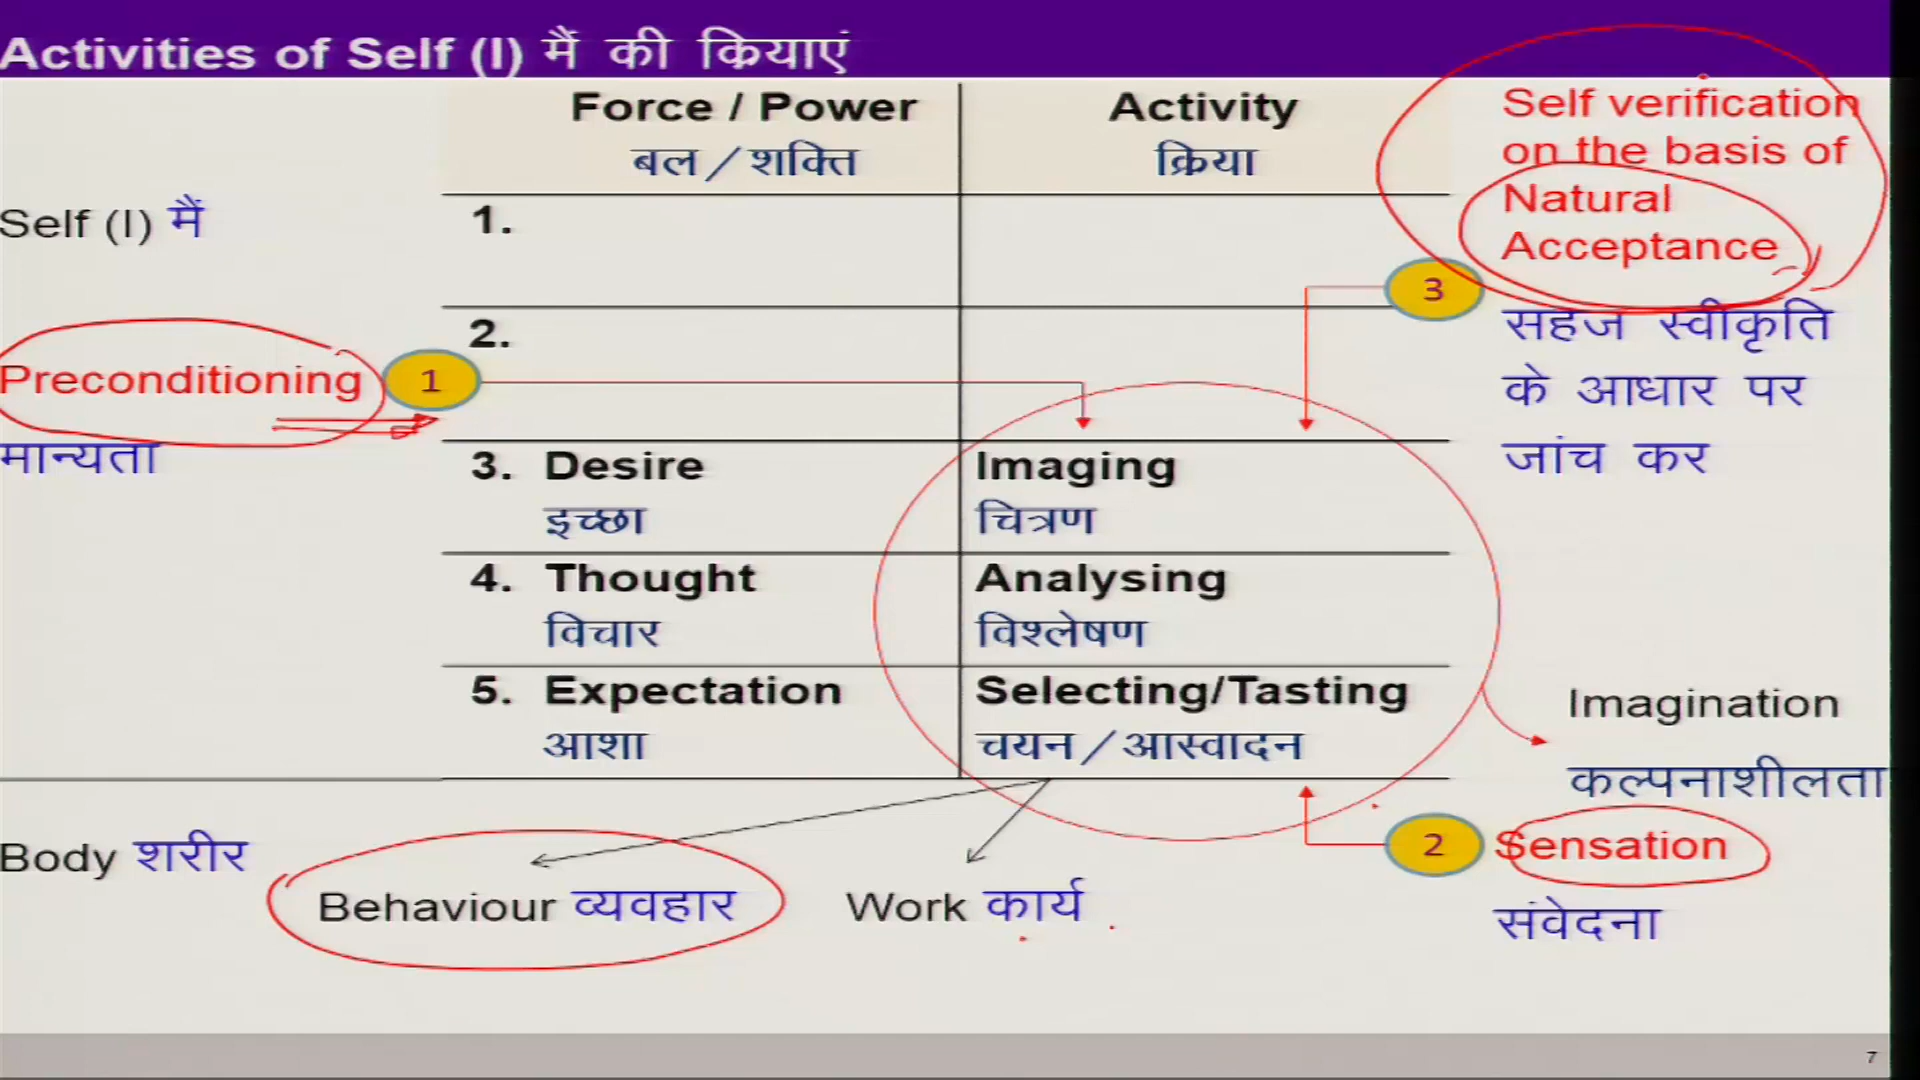 Activities of Self (I) मैं की कियाएं
Force / Power
Activity
बल/शक्ति
क्रिया
Self verification
on the basis of
Natural
Acceptance
3
सहज स्वीकृति
के आधार पर
जांच कर
Self (I) मैं
1.
2.
Preconditioning
1
मान्यता
3. Desire
Imaging
इच्छा
चित्रण
4. Thought
Analysing
विचार
विश्लेषण
5. Expectation
Selecting/Tasting
आशा
चयन/आस्वादन
Imagination
कल्पनाशीलता
Body शरीर
Behaviour व्यवहार
Work कार्य
2
Sensation
संवेदना
7